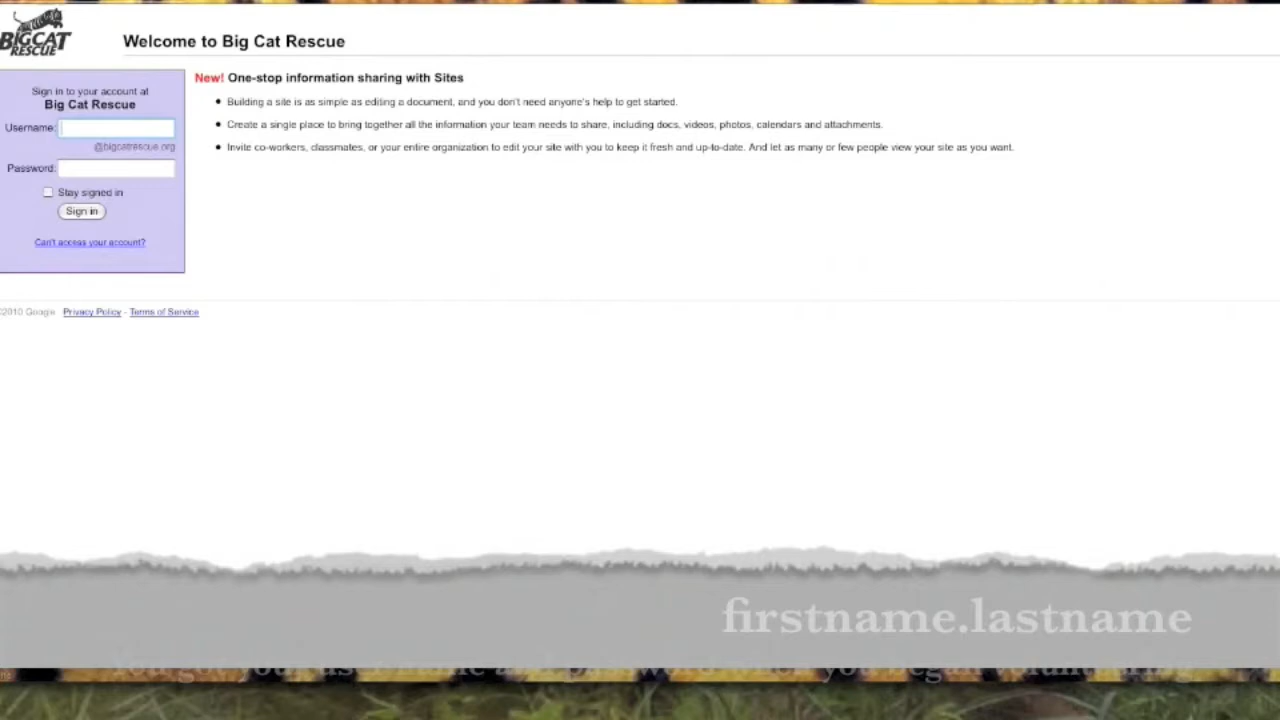 BIGCAT
RESCUE
Welcome to Big Cat Rescue
Sign in to your account at
Big Cat Rescue
Username:
@bigcatrescue.org
Password:
Stay signed in
Sign in
Can't access your account?
New! One-stop information sharing with Sites
Building a site is as simple as editing a document, and you don't need anyone's help to get started.
Create a single place to bring together all the information your team needs to share, including docs, videos, photos, calendars and attachments.
Invite co-workers, classmates, or your entire organization to edit your site with you to keep it fresh and up-to-date. And let as many or few people view your site as you want.
©2010 Google Privacy Policy - Terms of Service
firstname.lastname